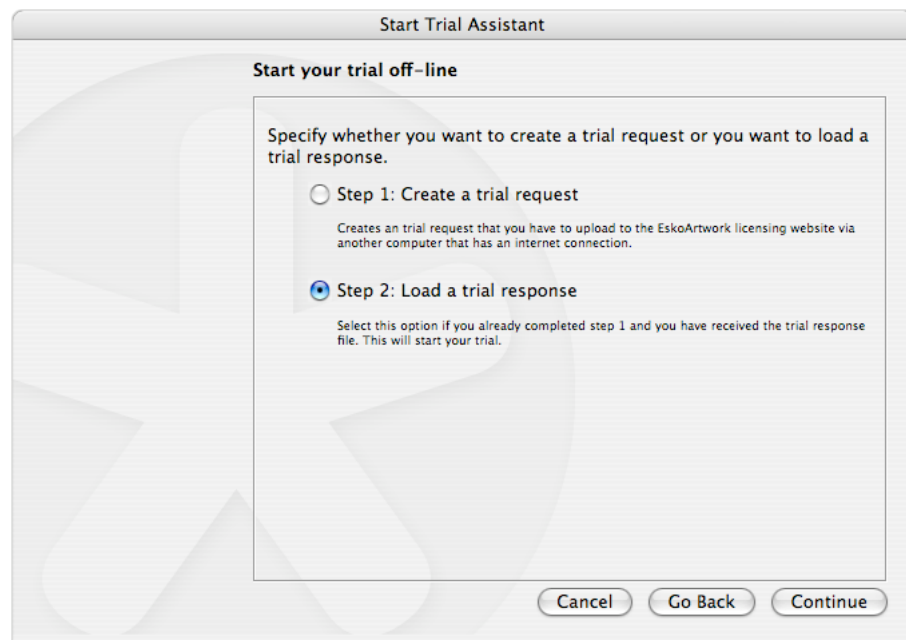 Start Trial Assistant
Start your trial off-line
Specify whether you want to create a trial request or you want to load a
trial response.
Step 1: Create a trial request
Creates an trial request that you have to upload to the EskoArtwork licensing website via
another computer that has an internet connection.
Step 2: Load a trial response
Select this option if you already completed step 1 and you have received the trial response
file. This will start your trial.
Cancel
Go Back
Continue